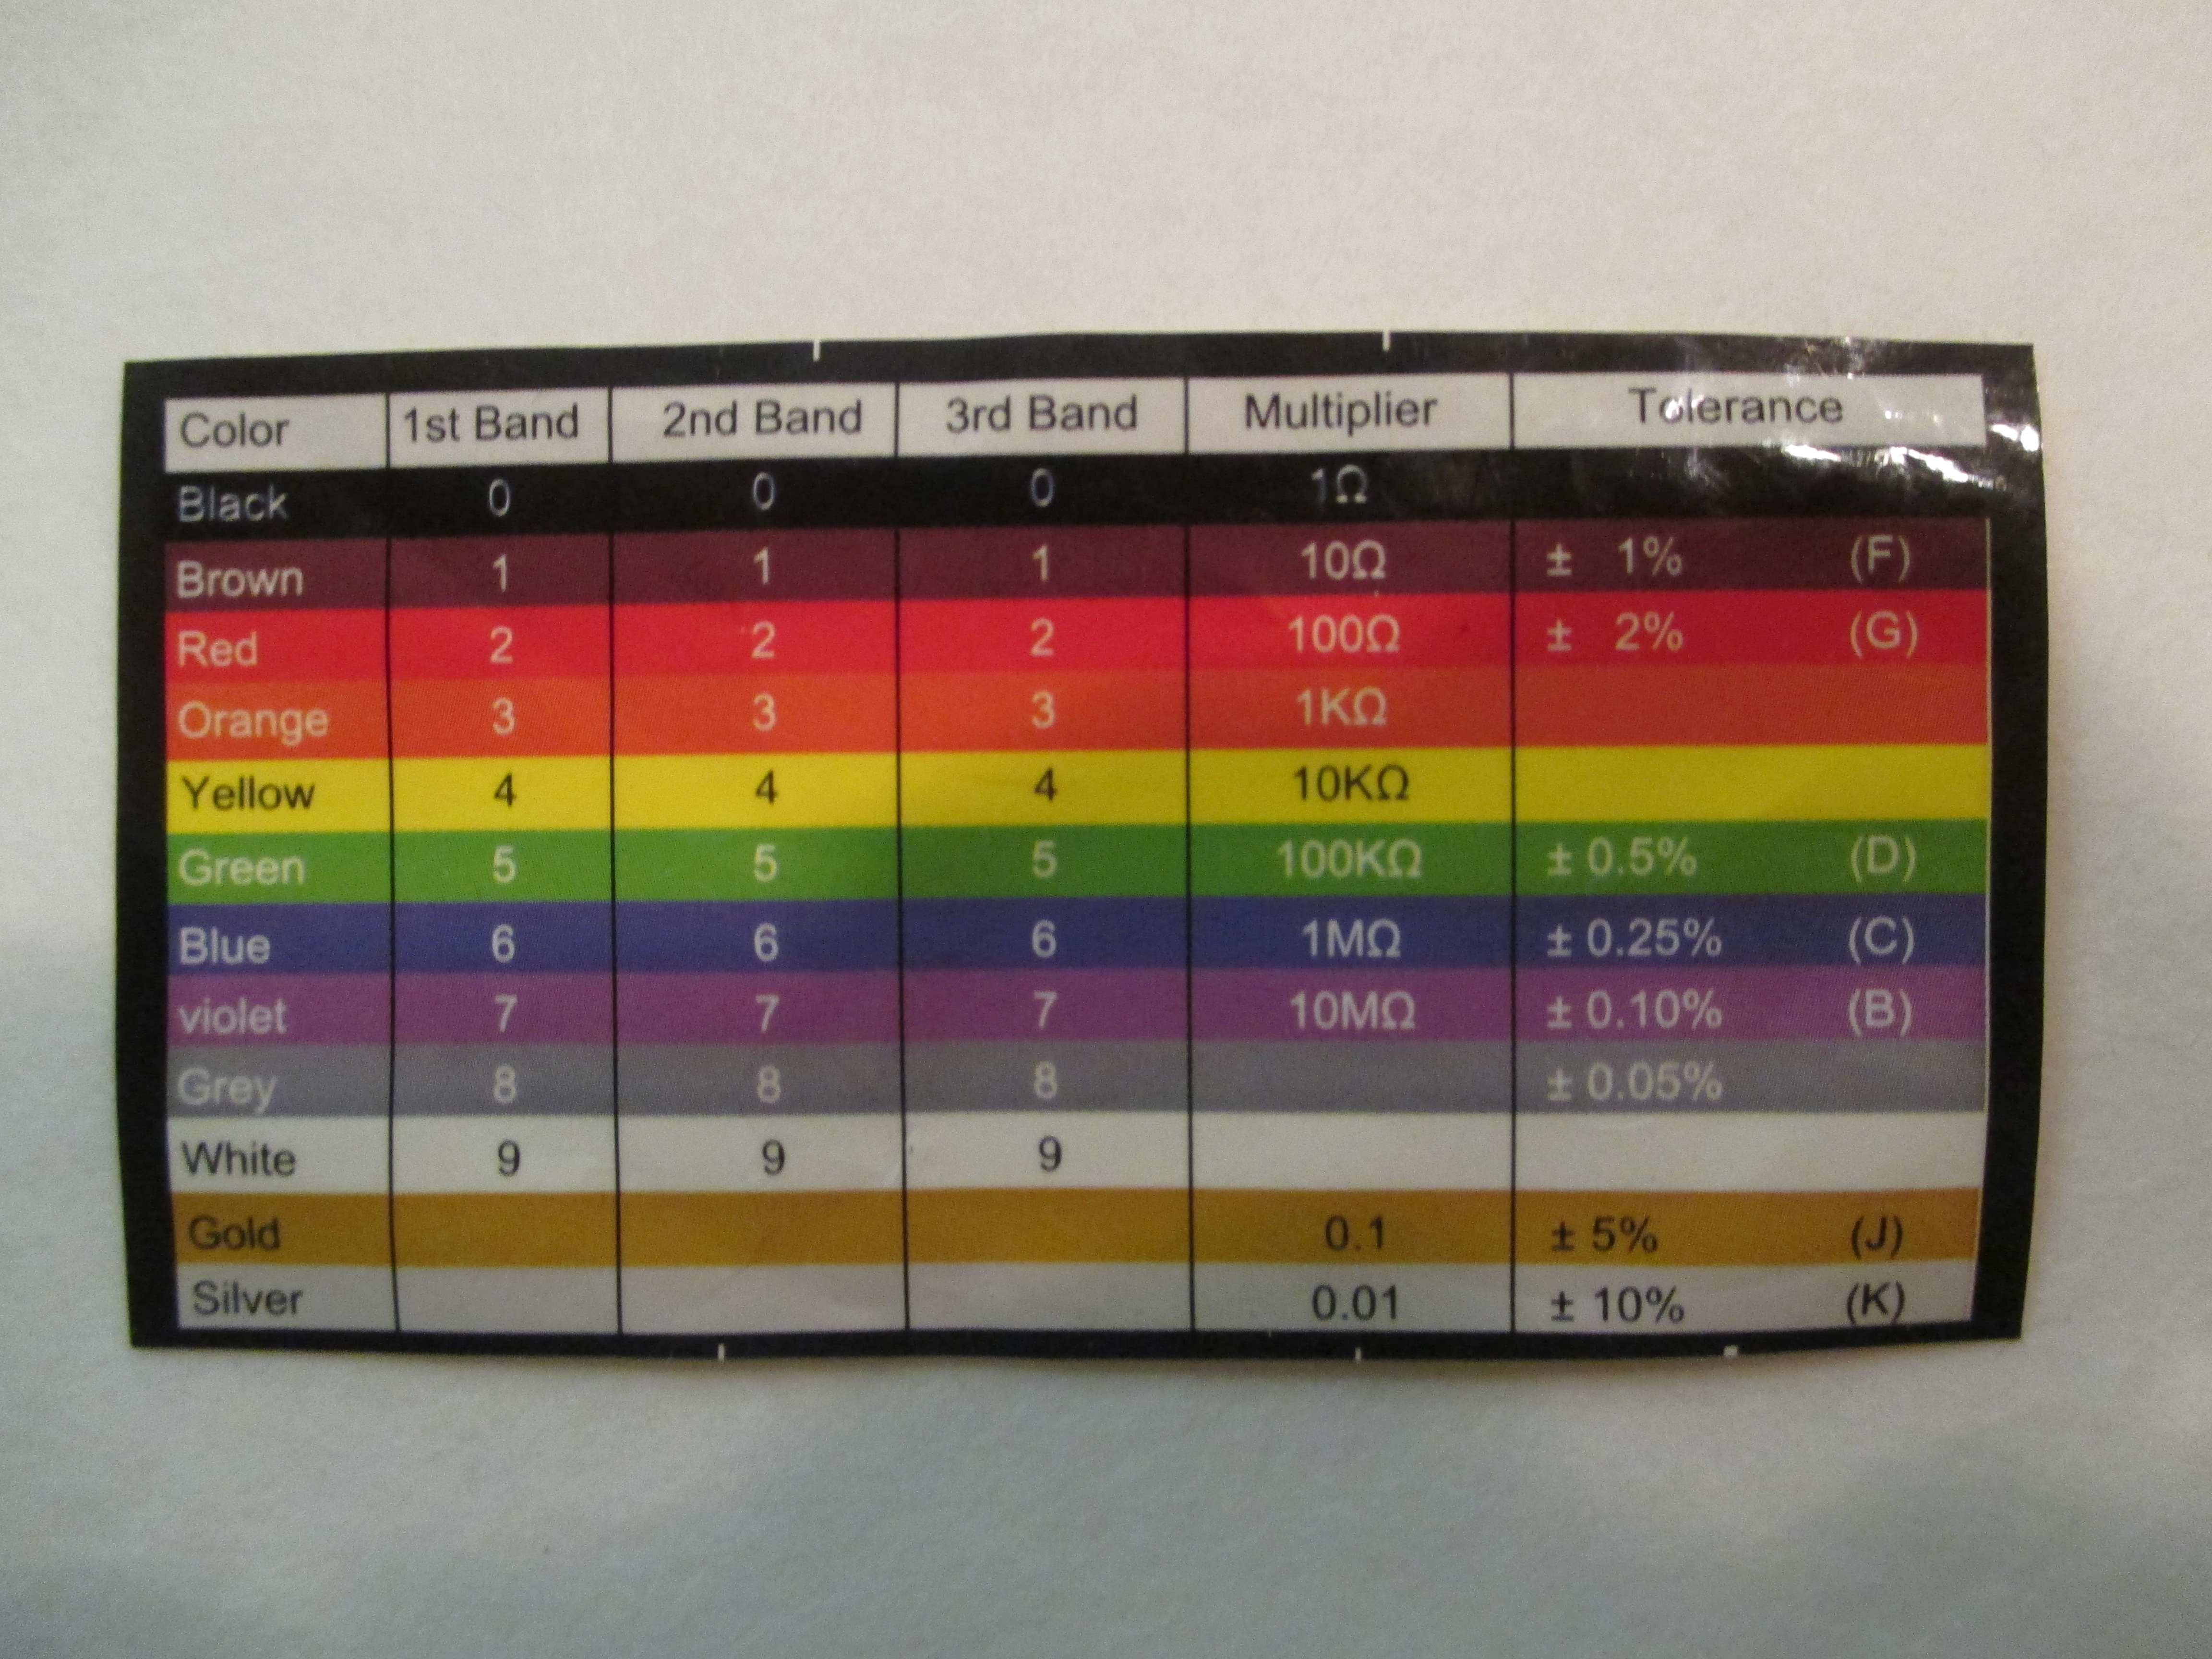 Color 1st Band 2nd Band 3rd Band Multiplier Tolerance
Black 0 0 0 1Ω
Brown 1 1 1 10Ω ± 1% (F)
Red 2 2 2 100Ω ± 2% (G)
Orange 3 3 3 1KΩ
Yellow 4 4 4 10KΩ
Green 5 5 5 100KΩ ± 0.5% (D)
Blue 6 6 6 1MΩ ± 0.25% (C)
violet 7 7 7 10MΩ ± 0.10% (B)
Grey 8 8 8 ± 0.05%
White 9 9 9
Gold 0.1 ± 5% (J)
Silver 0.01 ± 10% (K)